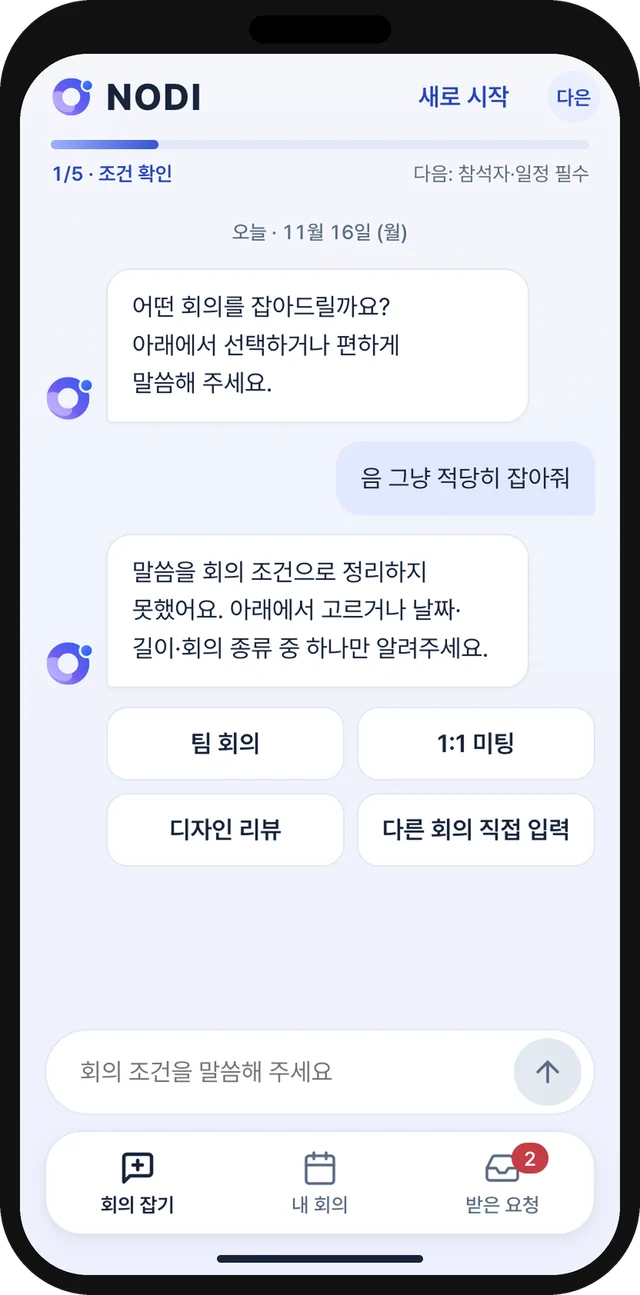 NODI
새로 시작
다은
1/5 · 조건 확인
다음: 참석자·일정 필수
오늘 · 11월 16일 (월)
어떤 회의를 잡아드릴까요?
아래에서 선택하거나 편하게
말씀해 주세요.
음 그냥 적당히 잡아줘
말씀을 회의 조건으로 정리하지
못했어요. 아래에서 고르거나 날짜·
길이·회의 종류 중 하나만 알려주세요.
팀 회의
1:1 미팅
디자인 리뷰
다른 회의 직접 입력
회의 조건을 말씀해 주세요
2
회의 잡기
내 회의
받은 요청